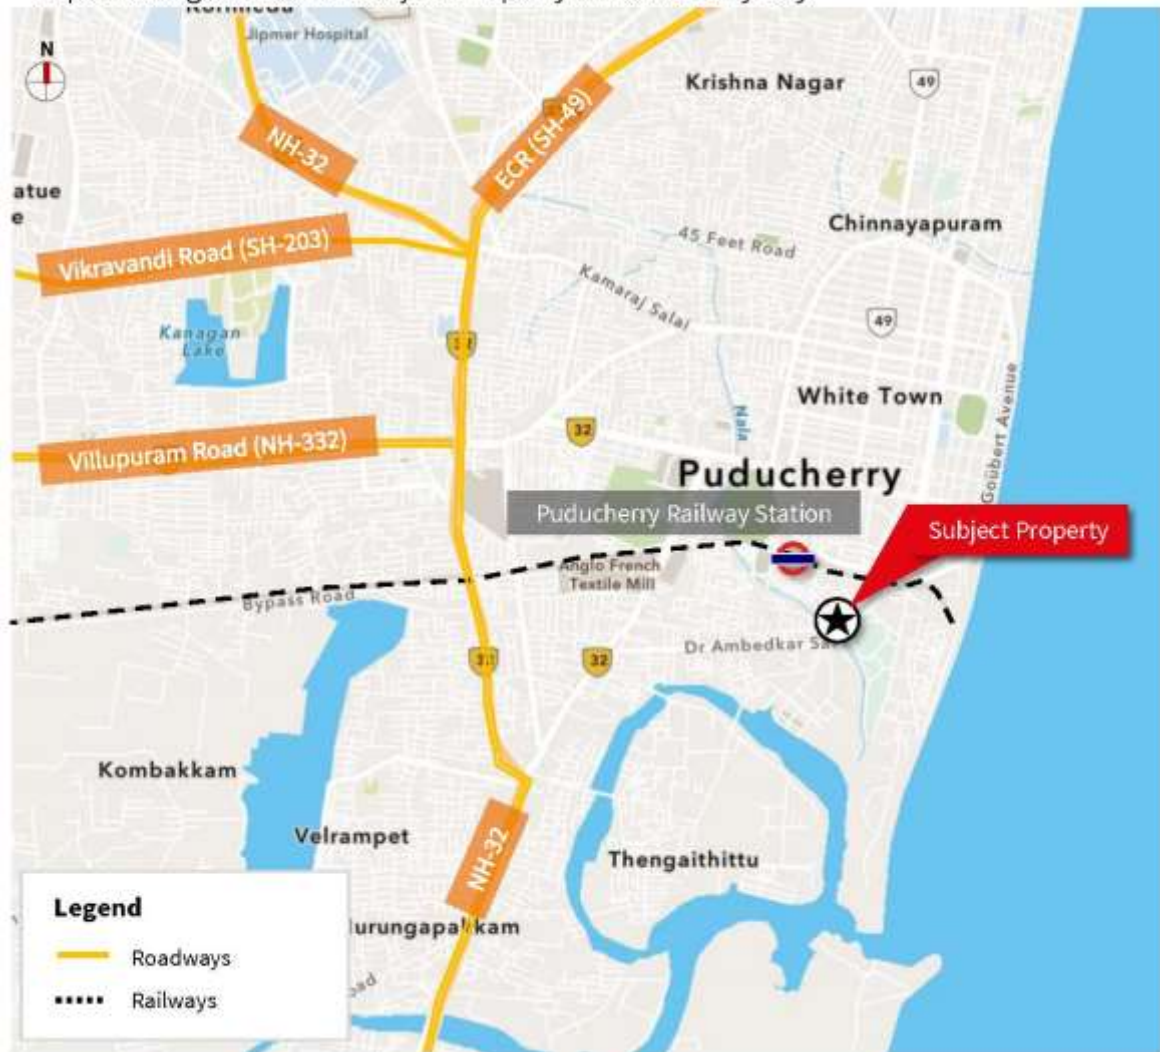 Jipmer Hospital
N
Krishna Nagar
49
NH-32
ECR (SH-49)
atue
e
Chinnayapuram
45 Feet Road
Vikravandi Road (SH-203)
Kamaraj Salai
49
Kanagan
Lake
32
White Town
Goubert Avenue
Nala
32
Villupuram Road (NH-332)
Puducherry
Puducherry Railway Station
Subject Property
Anglo French
Textile Mill
Bypass Road
Dr Ambedkar
32
32
Kombakkam
Velrampet
NH-32
Thengaithittu
Legend
Roadways
Railways